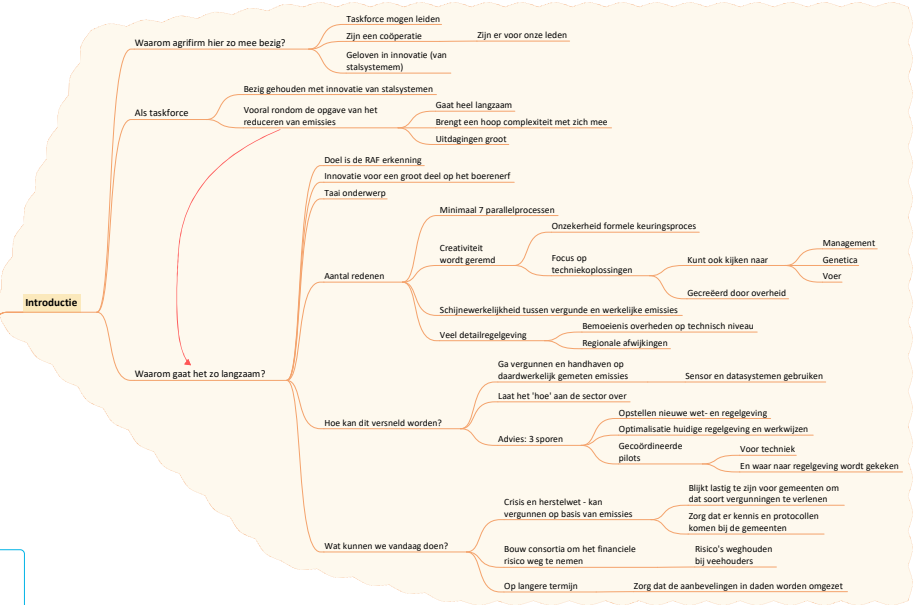 Introductie
Waarom agrifirm hier zo mee bezig?
Taskforce mogen leiden
Zijn een coöperatie
Zijn er voor onze leden
Geloven in innovatie (van
stalsystemem)
Als taskforce
Bezig gehouden met innovatie van stalsystemen
Vooral rondom de opgave van het
reduceren van emissies
Gaat heel langzaam
Brengt een hoop complexiteit met zich mee
Uitdagingen groot
Waarom gaat het zo langzaam?
Doel is de RAF erkenning
Innovatie voor een groot deel op het boerenerf
Taai onderwerp
Aantal redenen
Minimaal 7 parallelprocessen
Creativiteit
wordt geremd
Onzekerheid formele keuringsproces
Focus op
techniekoplossingen
Kunt ook kijken naar
Management
Genetica
Voer
Gecreëerd door overheid
Schijnewerkelijkheid tussen vergunde en werkelijke emissies
Veel detailregelgeving
Bemoeienis overheden op technisch niveau
Regionale afwijkingen
Hoe kan dit versneld worden?
Ga vergunnen en handhaven op
daardwerkelijk gemeten emissies
Sensor en datasystemen gebruiken
Laat het 'hoe' aan de sector over
Advies: 3 sporen
Opstellen nieuwe wet- en regelgeving
Optimalisatie huidige regelgeving en werkwijzen
Gecoördineerde
pilots
Voor techniek
En waar naar regelgeving wordt gekeken
Wat kunnen we vandaag doen?
Crisis en herstelwet - kan
vergunnen op basis van emissies
Blijkt lastig te zijn voor gemeenten om
dat soort vergunningen te verlenen
Zorg dat er kennis en protocollen
komen bij de gemeenten
Bouw consortia om het financiele
risico weg te nemen
Risico's weghouden
bij veehouders
Op langere termijn
Zorg dat de aanbevelingen in daden worden omgezet